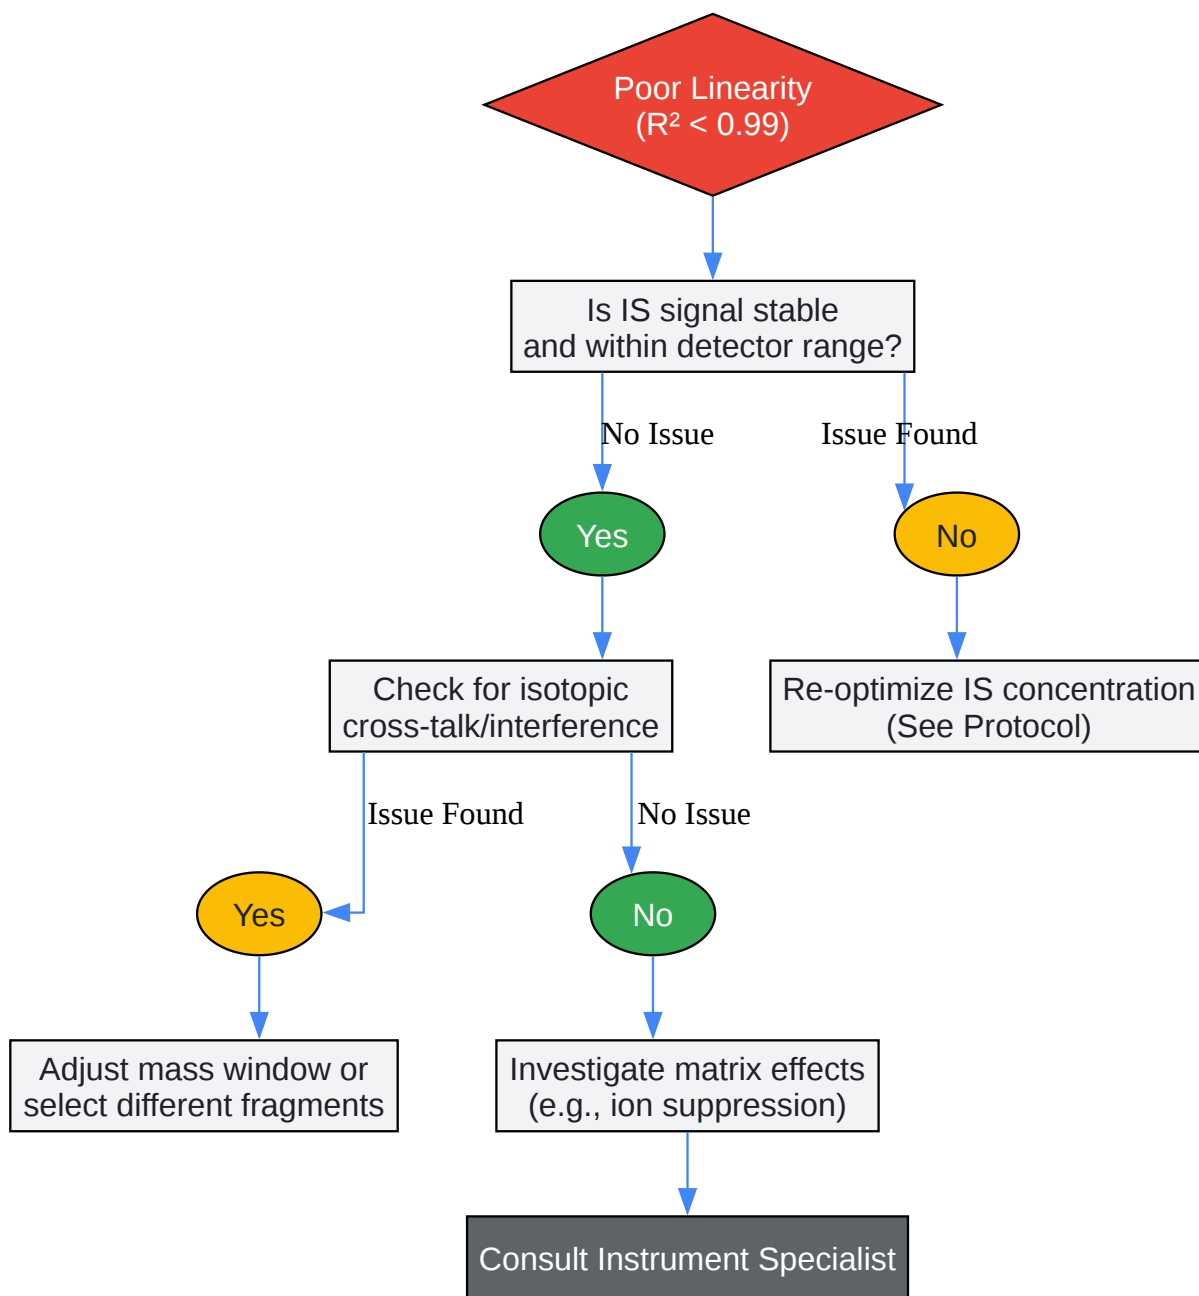 Poor Linearity
(R² < 0.99)
Is IS signal stable
and within detector range?
No Issue
Issue Found
Yes
No
Check for isotopic
cross-talk/interference
Re-optimize IS concentration
(See Protocol)
Issue Found
No Issue
Yes
No
Adjust mass window or
select different fragments
Investigate matrix effects
(e.g., ion suppression)
Consult Instrument Specialist